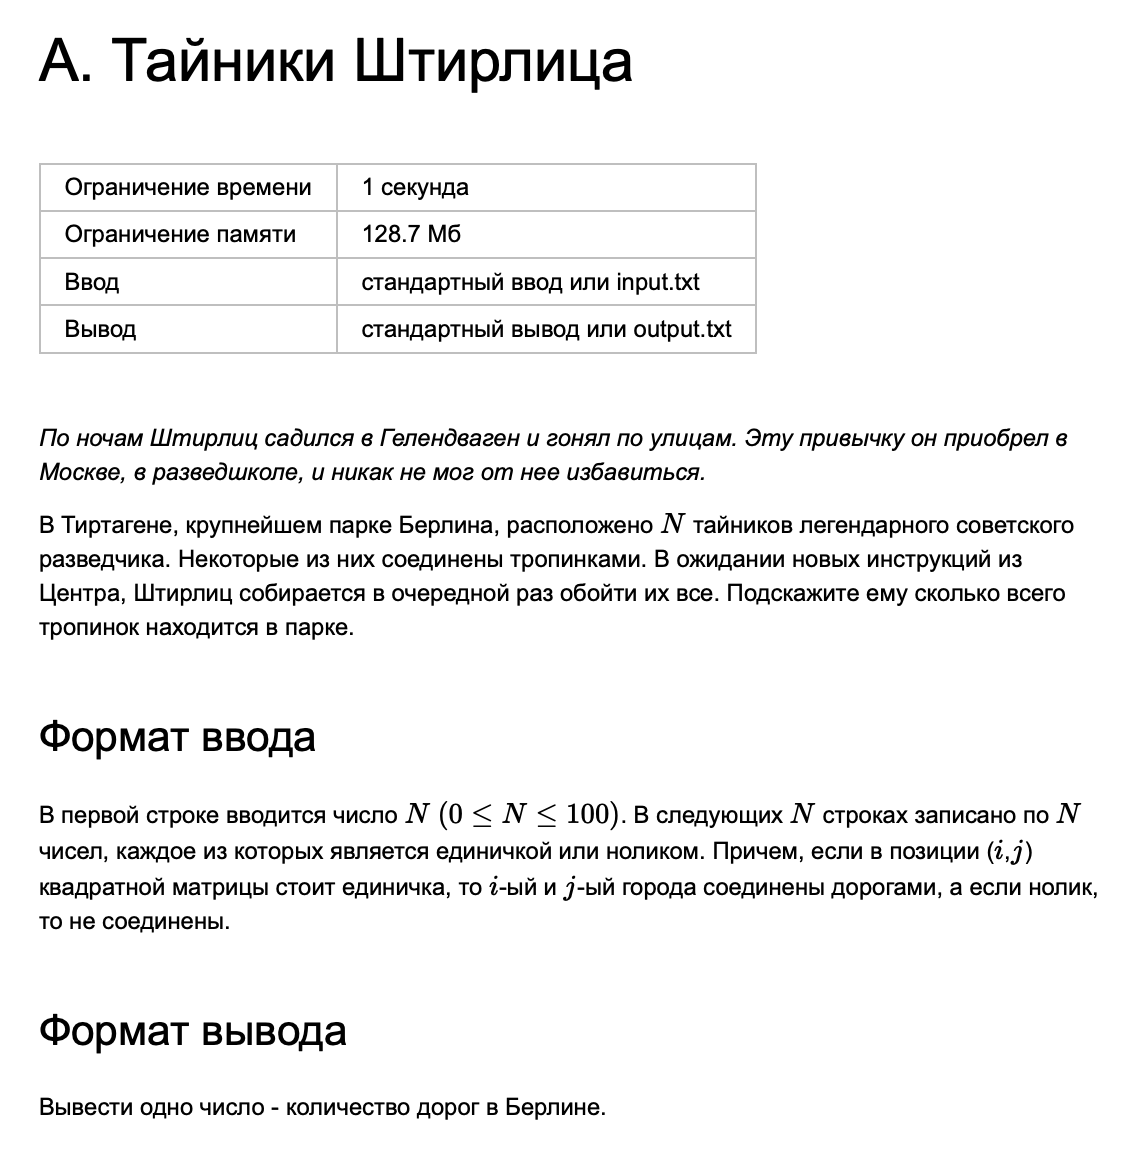 А. Тайники Штирлица
Ограничение времени 1 секунда
Ограничение памяти 128.7 Мб
Ввод стандартный ввод или input.txt
Вывод стандартный вывод или output.txt
По ночам Штирлиц садился в Гелендваген и гонял по улицам. Эту привычку он приобрел в
Москве, в разведшколе, и никак не мог от нее избавиться.
В Тиртагене, крупнейшем парке Берлина, расположено N тайников легендарного советского
разведчика. Некоторые из них соединены тропинками. В ожидании новых инструкций из
Центра, Штирлиц собирается в очередной раз обойти их все. Подскажите ему сколько всего
тропинок находится в парке.
Формат ввода
В первой строке вводится число N (0 ≤ N ≤ 100). В следующих N строках записано по N
чисел, каждое из которых является единичкой или ноликом. Причем, если в позиции (i,j)
квадратной матрицы стоит единичка, то i-ый и j-ый города соединены дорогами, а если нолик,
то не соединены.
Формат вывода
Вывести одно число - количество дорог в Берлине.